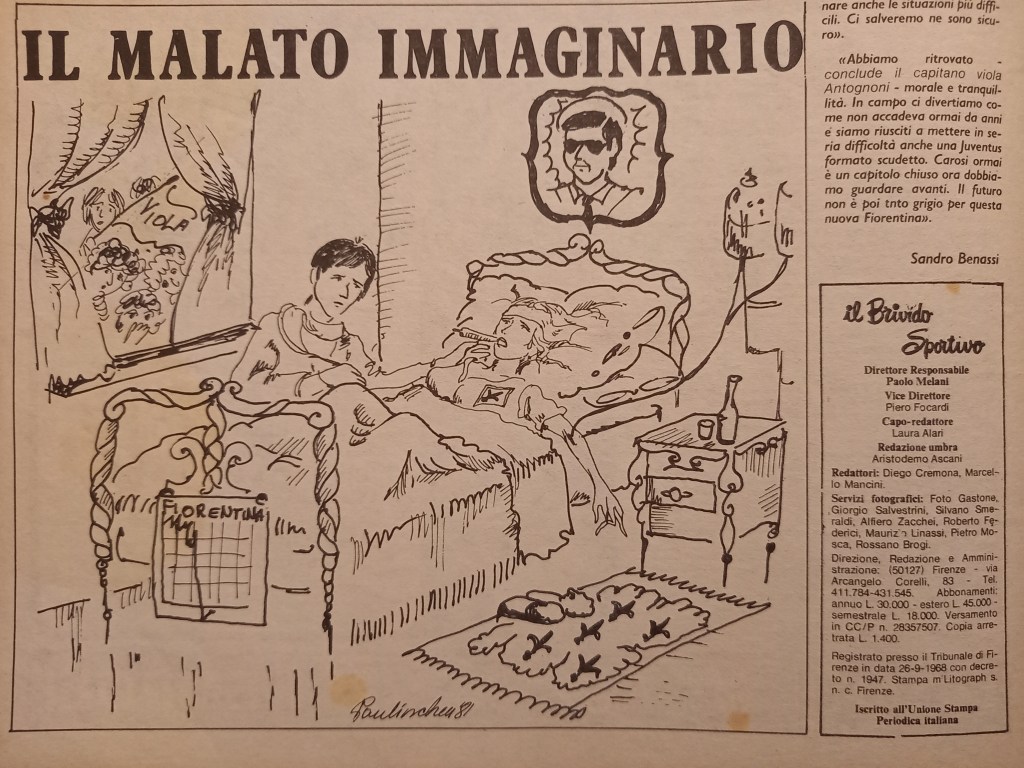 IL MALATO IMMAGINARIO
VIOLA
FIORENTINA
nare anche le situazioni più diffi-
cili. Ci salveremo ne sono sicu-
ro».
«Abbiamo ritrovato -
conclude il capitano viola
Antognoni - morale e tranquil-
lità. In campo ci divertiamo co-
me non accadeva ormai da anni
e siamo riusciti a mettere in se-
ria difficoltà anche una Juventus
formato scudetto. Carosi ormai
è un capitolo chiuso ora dobbia-
mo guardare avanti. Il futuro
non è poi tnto grigio per questa
nuova Fiorentina».
Sandro Benassi
il Brivido
Sportivo
Direttore Responsabile
Paolo Melani
Vice Direttore
Piero Focardi
Capo-redattore
Laura Alari
Redazione umbra
Aristodemo Ascani
Redattori: Diego Cremona, Marcel-
lo Mancini.
Servizi fotografici: Foto Gastone,
Giorgio Salvestrini, Silvano Sme-
raldi, Alfiero Zacchei, Roberto Fe-
derici, Maurizio Linassi, Pietro Mo-
sca, Rossano Brogi.
Direzione, Redazione e Ammini-
strazione: (50127) Firenze - via
Arcangelo Corelli, 83 - Tel.
411.784-431.545. Abbonamenti:
annuo L. 30.000 - estero L. 45.000 -
semestrale L. 18.000. Versamento
in CC/P n. 28357507. Copia arre-
trata L. 1.400.
Registrato presso il Tribunale di Fi-
renze in data 26-9-1968 con decre-
to n. 1947. Stampa m'Litograph s.
n. c. Firenze.
Iscritto all'Unione Stampa
Periodica italiana